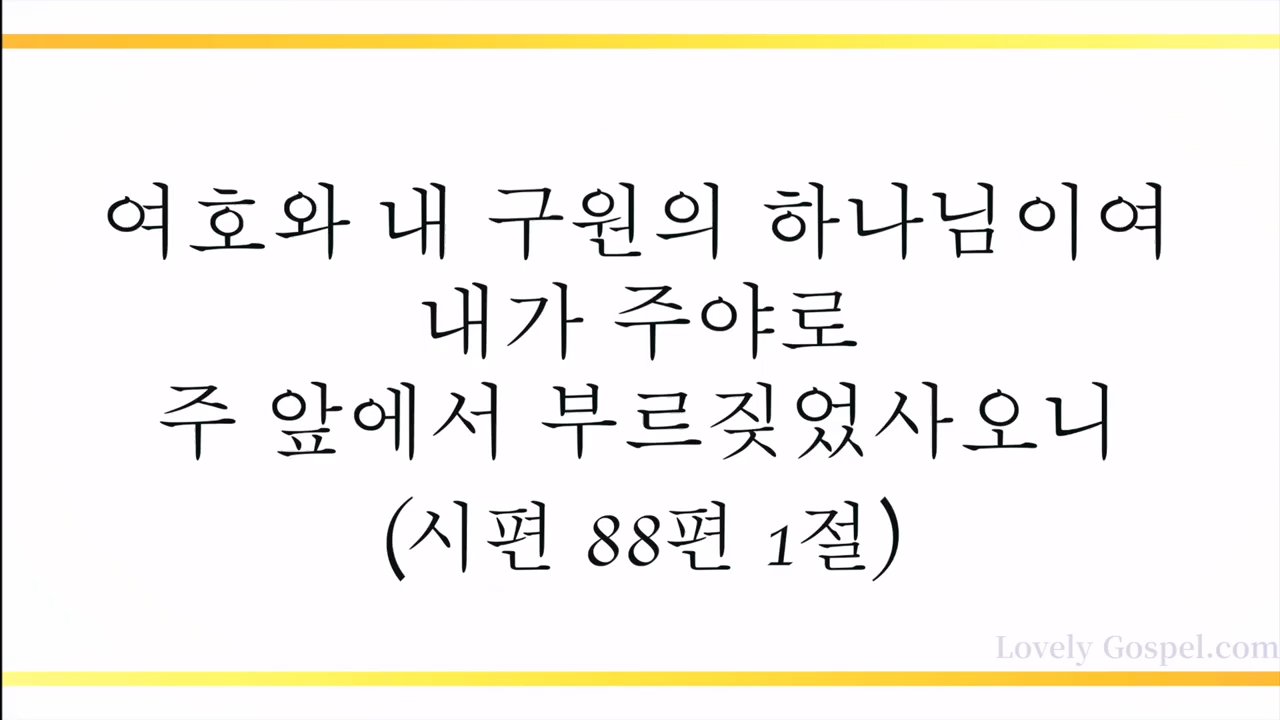 여호와 내 구원의 하나님이여
내가 주야로
주 앞에서 부르짖었사오니
(시편 88편 1절)
Lovely Gospel.com